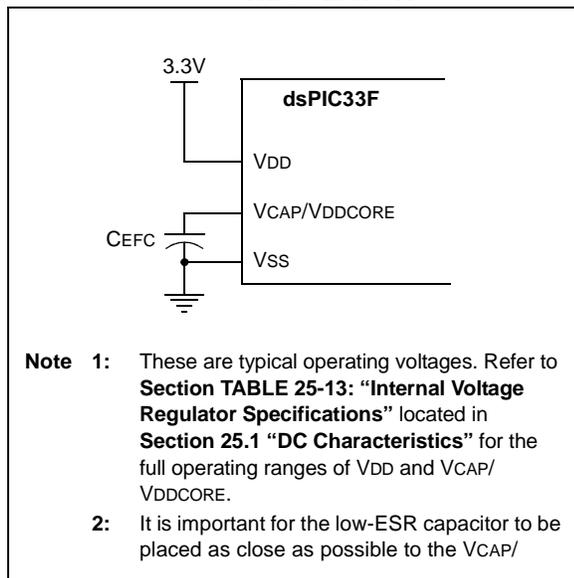 3.3V
dsPIC33F
VDD
VCAP/VDDCORE
CEFC
VSS
Note 1: These are typical operating voltages. Refer to
Section TABLE 25-13: “Internal Voltage
Regulator Specifications” located in
Section 25.1 “DC Characteristics” for the
full operating ranges of VDD and VCAP/
VDDCORE.
2: It is important for the low-ESR capacitor to be
placed as close as possible to the VCAP/